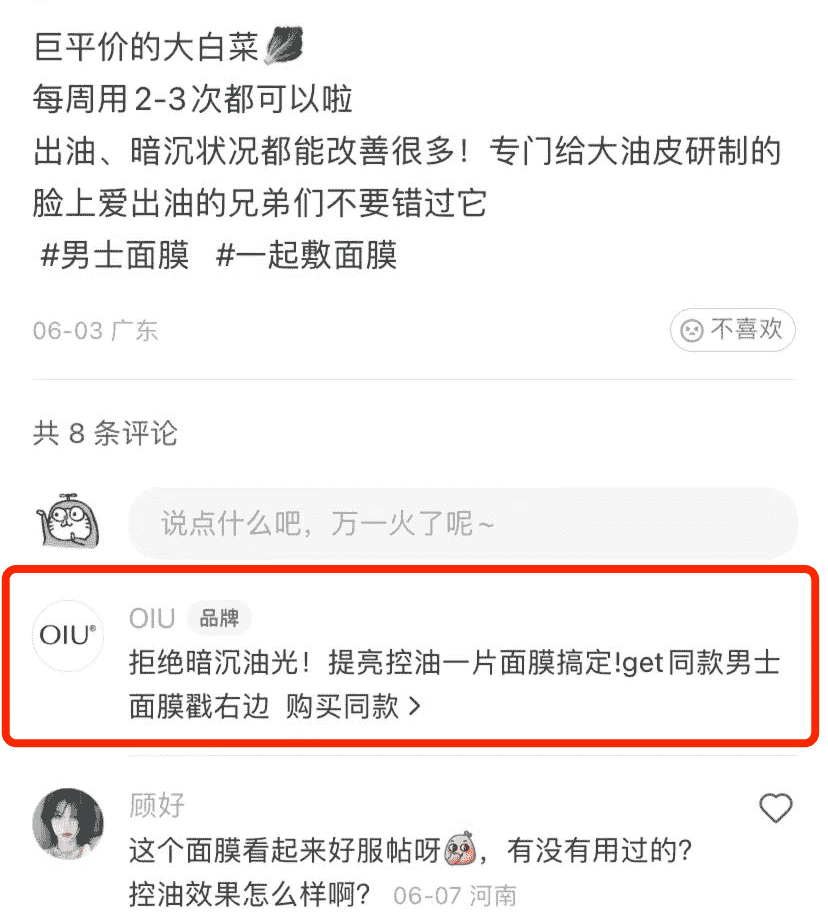 巨平价的大白菜🥬
每周用2-3次都可以啦
出油、暗沉状况都能改善很多！专门给大油皮研制的
脸上爱出油的兄弟们不要错过它
#男士面膜 #一起敷面膜
06-03 广东
不喜欢
共 8 条评论
说点什么吧，万一火了呢~
OIU®
OIU 品牌
拒绝暗沉油光！提亮控油一片面膜搞定!get同款男士
面膜戳右边 购买同款 >
顾好
这个面膜看起来好服帖呀，有没有用过的？
控油效果怎么样啊？ 06-07 河南